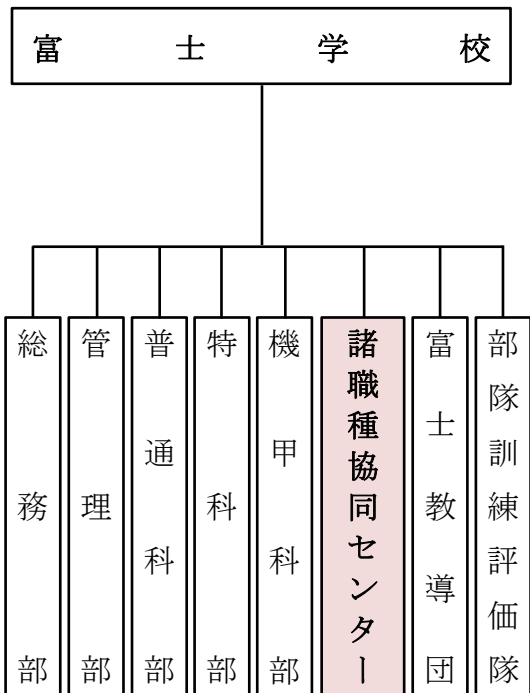 富士学校
総務部
管理部
普通科部
特科部
機甲科部
諸職種協同センター
富士教導団
部隊訓練評価隊